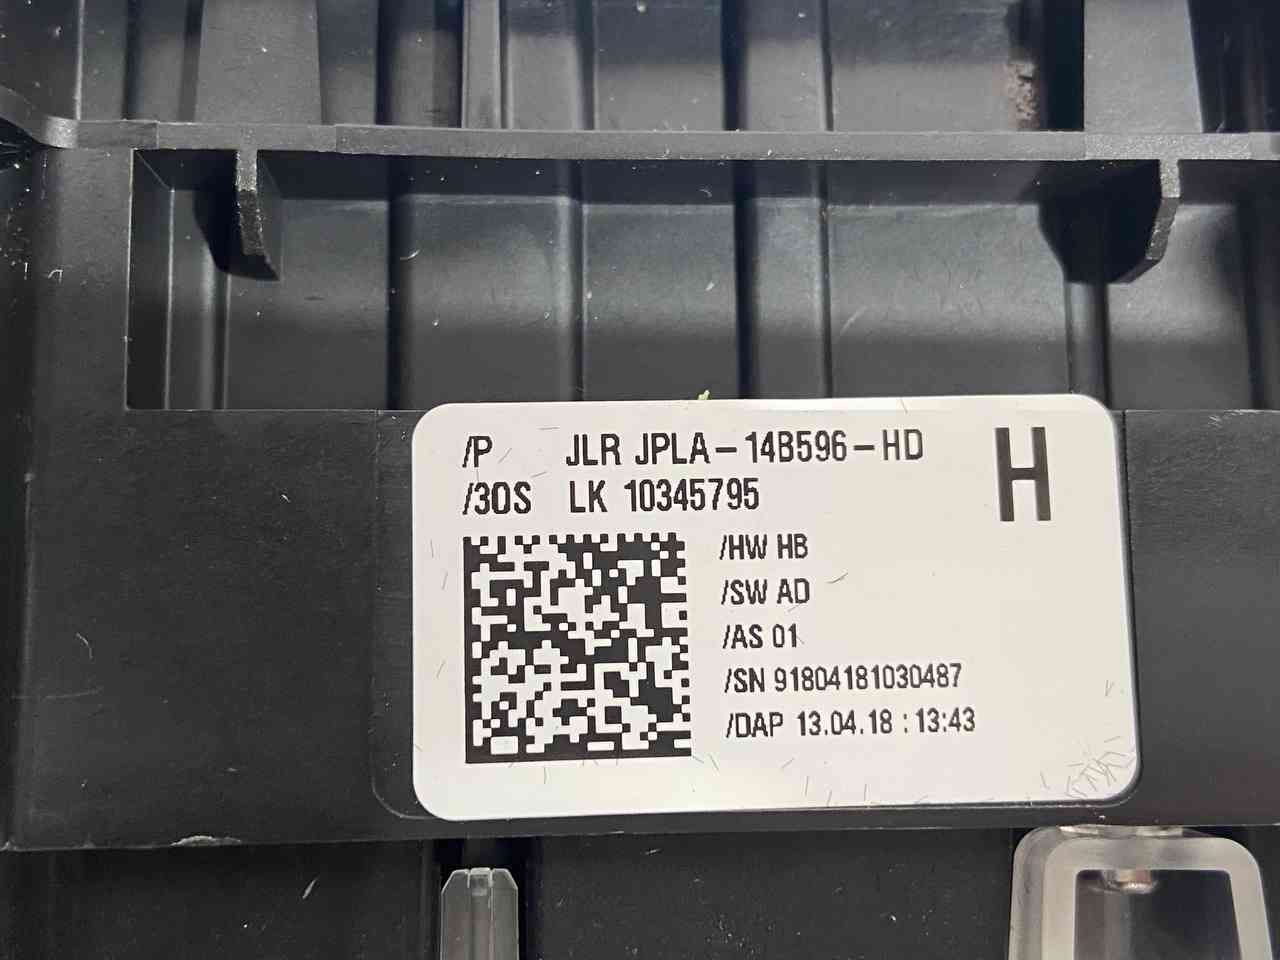 /P JLR JPLA-14B596-HD
H
/30S LK 10345795
/HW HB
/SW AD
/AS 01
/SN 91804181030487
/DAP 13.04.18 : 13:43